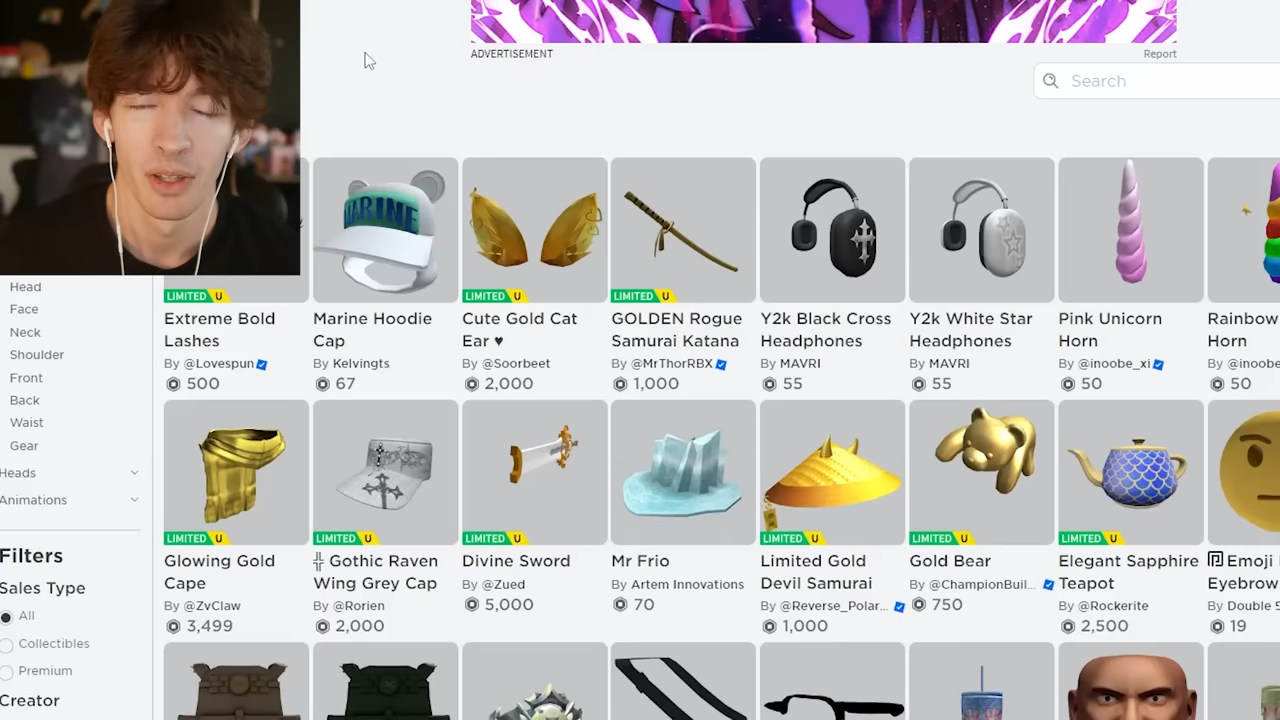 ADVERTISEMENT
Report
Search
MARINE
LIMITED U
Extreme Bold
Lashes
By @Lovespun
500
Marine Hoodie
Cap
By Kelvingts
67
LIMITED U
Cute Gold Cat
Ear ♥
By @Soorbeet
2,000
LIMITED U
GOLDEN Rogue
Samurai Katana
By @MrThorRBX
1,000
Y2k Black Cross
Headphones
By MAVRI
55
Y2k White Star
Headphones
By MAVRI
55
Pink Unicorn
Horn
By @inoobe_xi
50
Rainbow
Horn
By @inoobe
50
Head
Face
Neck
Shoulder
Front
Back
Waist
Gear
Heads
Animations
Filters
Sales Type
All
Collectibles
Premium
Creator
LIMITED U
Glowing Gold
Cape
By @ZvClaw
3,499
LIMITED U
╬ Gothic Raven
Wing Grey Cap
By @Rorien
2,000
LIMITED U
Divine Sword
By @Zued
5,000
Mr Frio
By Artem Innovations
70
LIMITED U
Limited Gold
Devil Samurai
By @Reverse_Polar...
1,000
LIMITED U
Gold Bear
By @ChampionBuil...
750
LIMITED U
Elegant Sapphire
Teapot
By @Rockerite
2,500
Emoji
Eyebrow
By Double
19